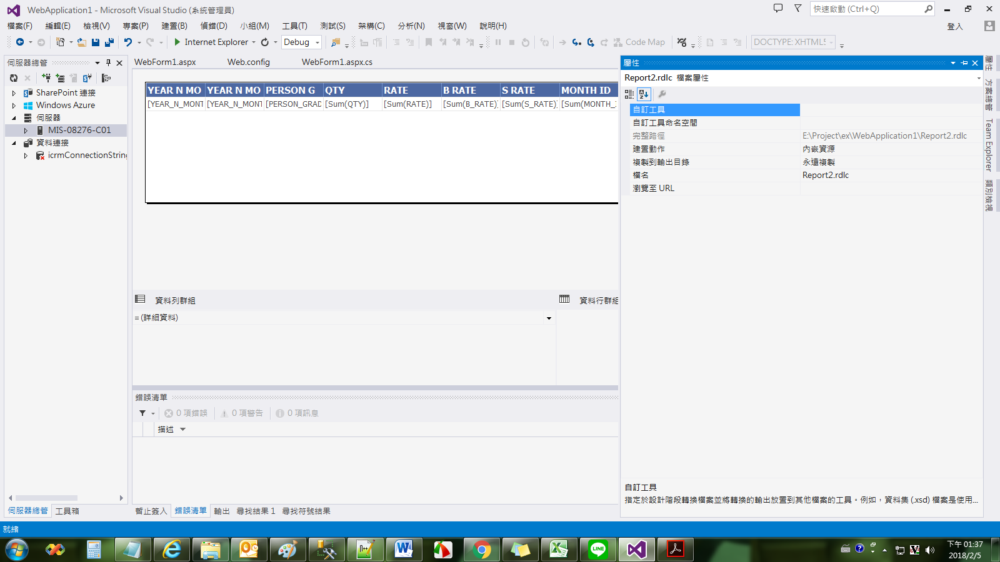 WebApplication1 - Microsoft Visual Studio (系統管理員)
快速啟動 (Ctrl+Q)
檔案(F) 編輯(E) 檢視(V) 專案(P) 建置(B) 偵錯(D) 小組(M) 工具(T) 測試(S) 架構(C) 分析(N) 視窗(W) 說明(H)
登入
Internet Explorer Debug Code Map DOCTYPE: XHTML5
伺服器總管
SharePoint 連接
Windows Azure
伺服器
MIS-08276-C01
資料連接
icrmConnectionString
伺服器總管 工具箱
WebForm1.aspx Web.config WebForm1.aspx.cs
YEAR N MO YEAR N MO PERSON G QTY RATE B RATE S RATE MONTH ID
[YEAR_N_MONT [YEAR_N_MONT [PERSON_GRAD [Sum(QTY)] [Sum(RATE)] [Sum(B_RATE)] [Sum(S_RATE)] [Sum(MONTH_
資料列群組 資料行群組
(詳細資料)
錯誤清單
0 項錯誤 0 項警告 0 項訊息
描述
暫止簽入 錯誤清單 輸出 尋找結果 1 尋找符號結果
屬性
Report2.rdlc 檔案屬性
自訂工具
自訂工具命名空間
完整路徑 E:\Project\ex\WebApplication1\Report2.rdlc
建置動作 內嵌資源
複製到輸出目錄 永遠複製
檔名 Report2.rdlc
瀏覽至 URL
自訂工具
指定於設計階段轉換檔案並將轉換的輸出放置到其他檔案的工具。例如，資料集 (.xsd) 檔案是使用...
屬性
方案總管
Team Explorer
類別檢視
就緒
下午 01:37
2018/2/5